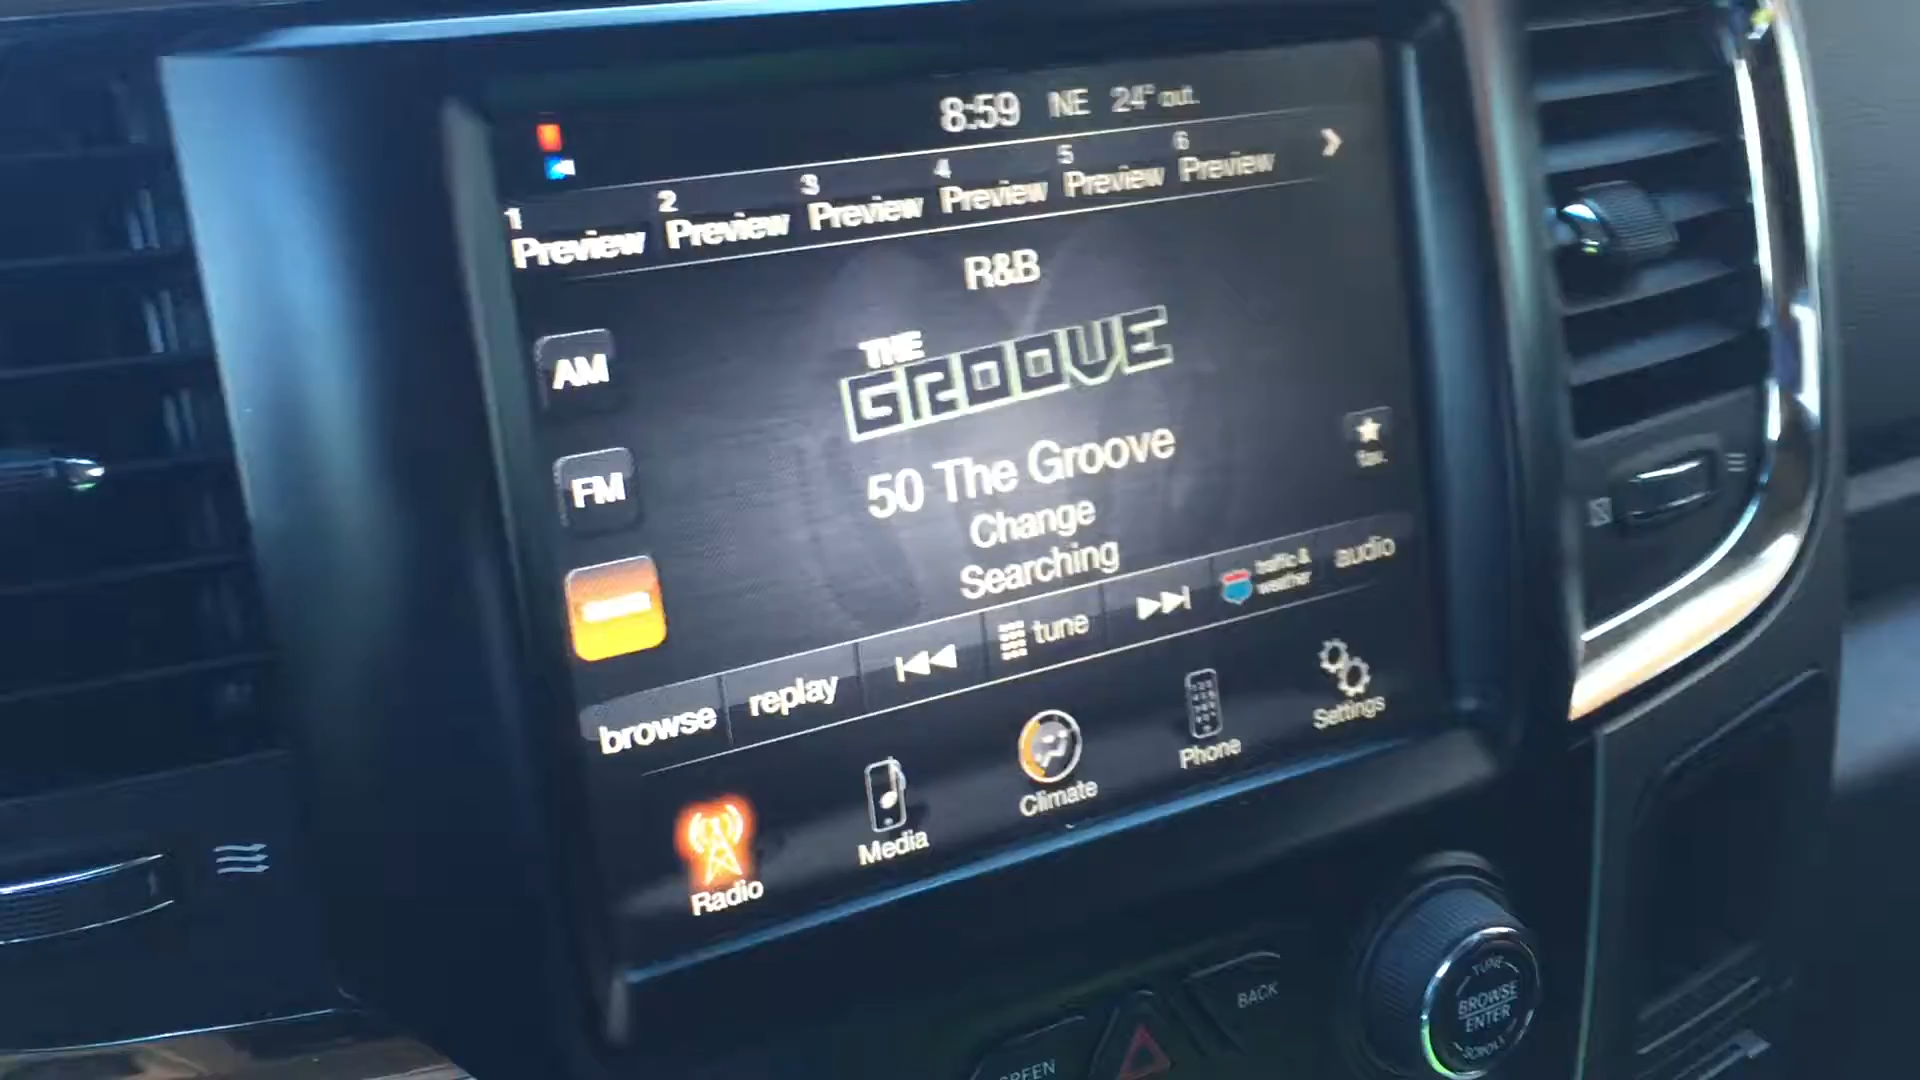 8:59 NE 24° out.
1 2 3 4 5 6
Preview Preview Preview Preview Preview Preview
R&B
THE
GROOVE
AM
50 The Groove
fav.
FM
Change
Searching
browse replay tune traffic & weather audio
Radio Media Climate Phone Settings
BACK
TUNE
BROWSE
ENTER
SCROLL